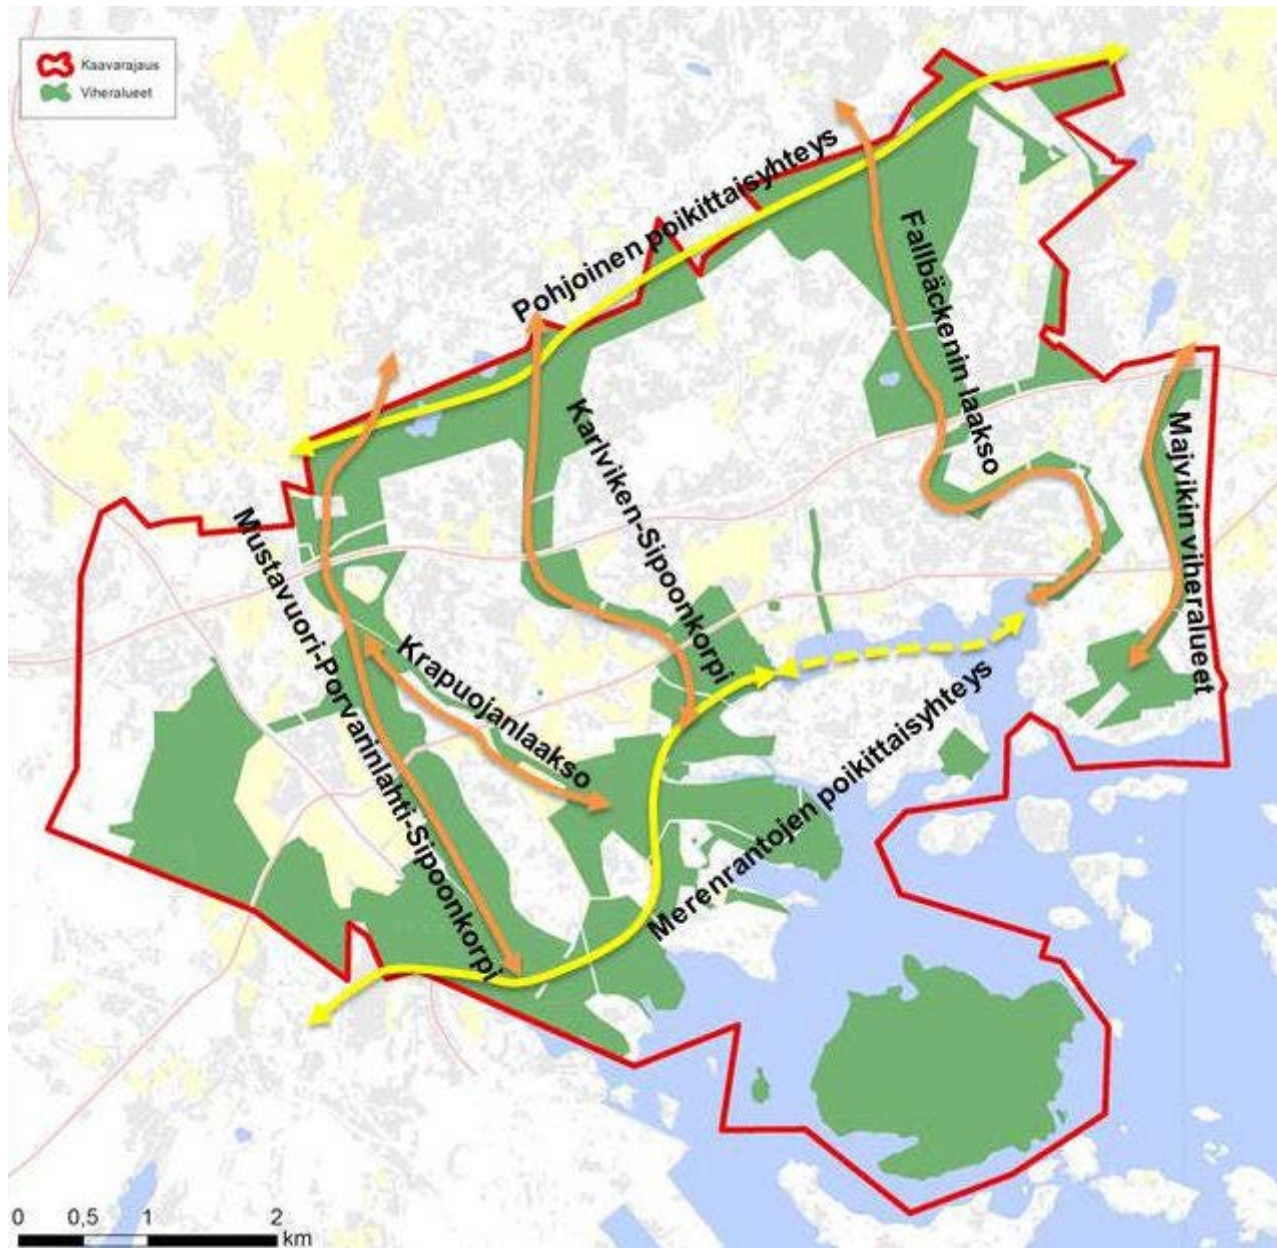 Kaavarajaus
Viheralueet
Pohjoinen poikittaisyhteys
Fallbäckenin laakso
Karlviken-Sipoonkorpi
Majvikin viheralueet
Mustavuori-Porvarinlahti-Sipoonkorpi
Krapuojanlaakso
Merenrantojen poikittaisyhteys
0 0,5 1 2
km